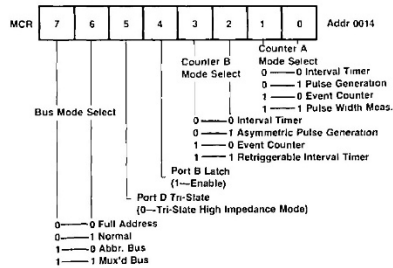 MCR 7 6 5 4 3 2 1 0 Addr 0014
Counter A
Mode Select
0 0 Interval Timer
0 1 Pulse Generation
1 0 Event Counter
1 1 Pulse Width Meas.
Counter B
Mode Select
0 0 Interval Timer
0 1 Asymmetric Pulse Generation
1 0 Event Counter
1 1 Retriggerable Interval Timer
Port B Latch
(1—Enable)
Port D Tri-State
(0—Tri-State High Impedance Mode)
Bus Mode Select
0 0 Full Address
0 1 Normal
1 0 Abbr. Bus
1 1 Mux'd Bus